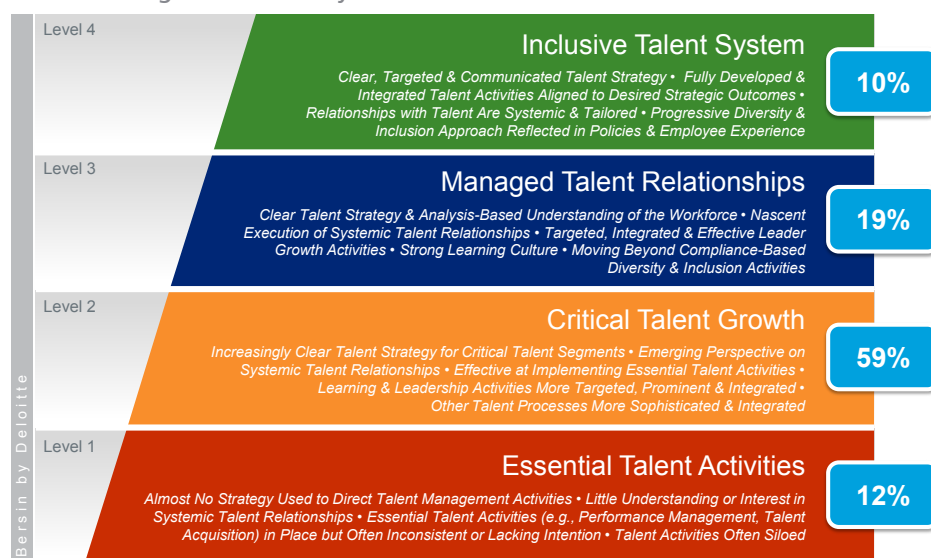 Level 4
Inclusive Talent System
Clear, Targeted & Communicated Talent Strategy • Fully Developed &
Integrated Talent Activities Aligned to Desired Strategic Outcomes •
Relationships with Talent Are Systemic & Tailored • Progressive Diversity &
Inclusion Approach Reflected in Policies & Employee Experience
10%
Level 3
Managed Talent Relationships
Clear Talent Strategy & Analysis-Based Understanding of the Workforce • Nascent
Execution of Systemic Talent Relationships • Targeted, Integrated & Effective Leader
Growth Activities • Strong Learning Culture • Moving Beyond Compliance-Based
Diversity & Inclusion Activities
19%
Level 2
Critical Talent Growth
Increasingly Clear Talent Strategy for Critical Talent Segments • Emerging Perspective on
Systemic Talent Relationships • Effective at Implementing Essential Talent Activities •
Learning & Leadership Activities More Targeted, Prominent & Integrated •
Other Talent Processes More Sophisticated & Integrated
59%
Level 1
Essential Talent Activities
Almost No Strategy Used to Direct Talent Management Activities • Little Understanding or Interest in
Systemic Talent Relationships • Essential Talent Activities (e.g., Performance Management, Talent
Acquisition) in Place but Often Inconsistent or Lacking Intention • Talent Activities Often Siloed
12%
Bersin by Deloitte